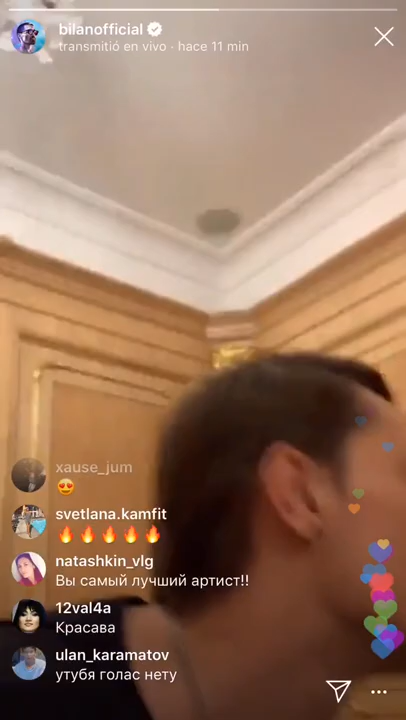 bilanofficial
transmitió en vivo · hace 11 min
xause_jum
😍
svetlana.kamfit
🔥🔥🔥🔥🔥
natashkin_vlg
Вы самый лучший артист!!
12val4a
Красава
ulan_karamatov
утубя голас нету